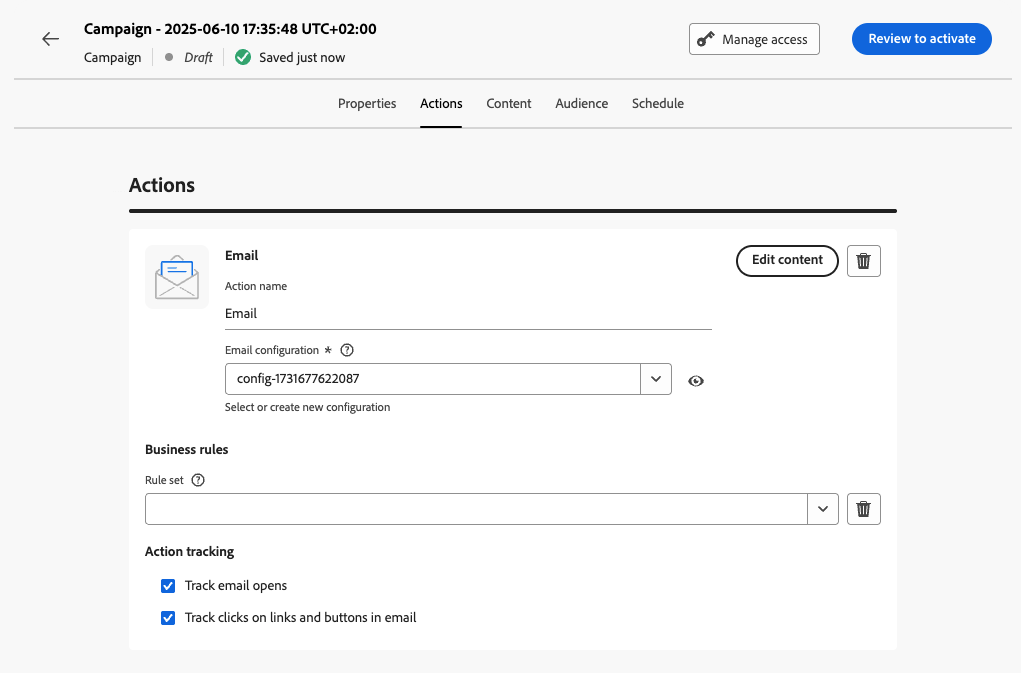 Campaign - 2025-06-10 17:35:48 UTC+02:00
Campaign Draft Saved just now
Manage access
Review to activate
Properties Actions Content Audience Schedule
Actions
Email
Edit content
Action name
Email
Email configuration *
config-1731677622087
Select or create new configuration
Business rules
Rule set
Action tracking
Track email opens
Track clicks on links and buttons in email